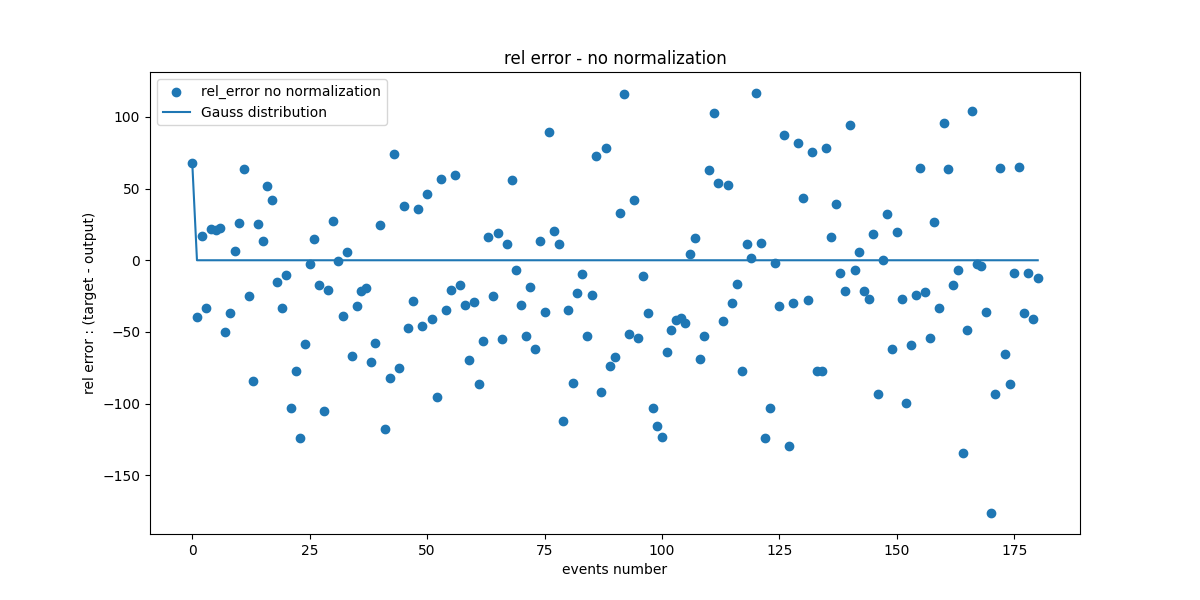 rel error - no normalization
rel_error no normalization
Gauss distribution
rel error : (target - output)
100
50
0
−50
−100
−150
0
25
50
75
100
125
150
175
events number